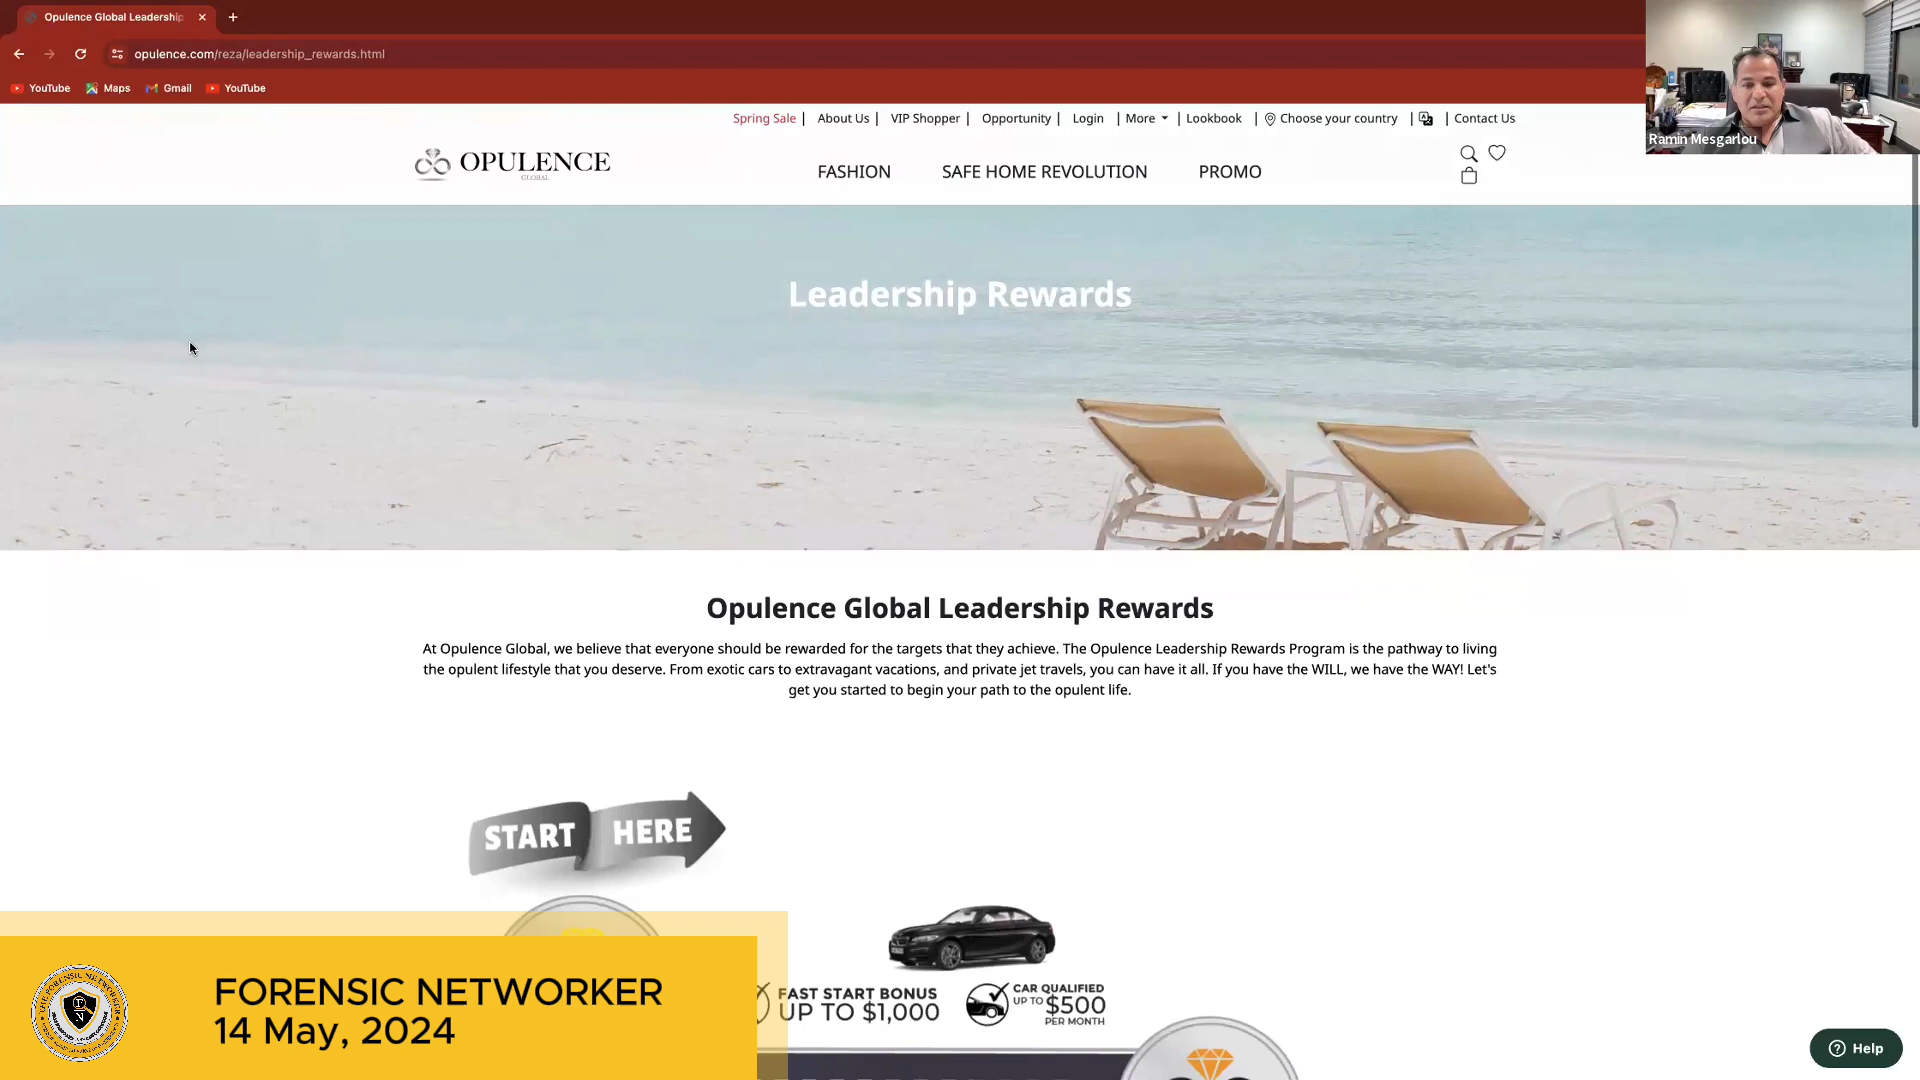 Opulence Global Leadership
opulence.com/reza/leadership_rewards.html
YouTube Maps Gmail YouTube
Ramin Mesgarlou
Spring Sale | About Us | VIP Shopper | Opportunity | Login | More | Lookbook | Choose your country | | Contact Us
OPULENCE
GLOBAL
FASHION SAFE HOME REVOLUTION PROMO
Leadership Rewards
Opulence Global Leadership Rewards
At Opulence Global, we believe that everyone should be rewarded for the targets that they achieve. The Opulence Leadership Rewards Program is the pathway to living
the opulent lifestyle that you deserve. From exotic cars to extravagant vacations, and private jet travels, you can have it all. If you have the WILL, we have the WAY! Let's
get you started to begin your path to the opulent life.
START HERE
FAST START BONUS
UP TO $1,000
CAR QUALIFIED
UP TO $500
PER MONTH
FORENSIC NETWORKER
14 May, 2024
Help